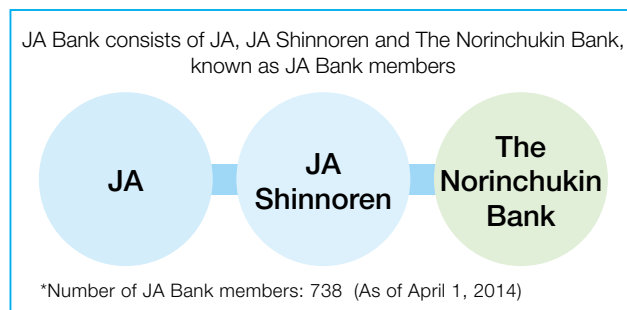 JA Bank consists of JA, JA Shinnoren and The Norinchukin Bank,
known as JA Bank members
JA
JA
Shinnoren
The
Norinchukin
Bank
*Number of JA Bank members: 738 (As of April 1, 2014)